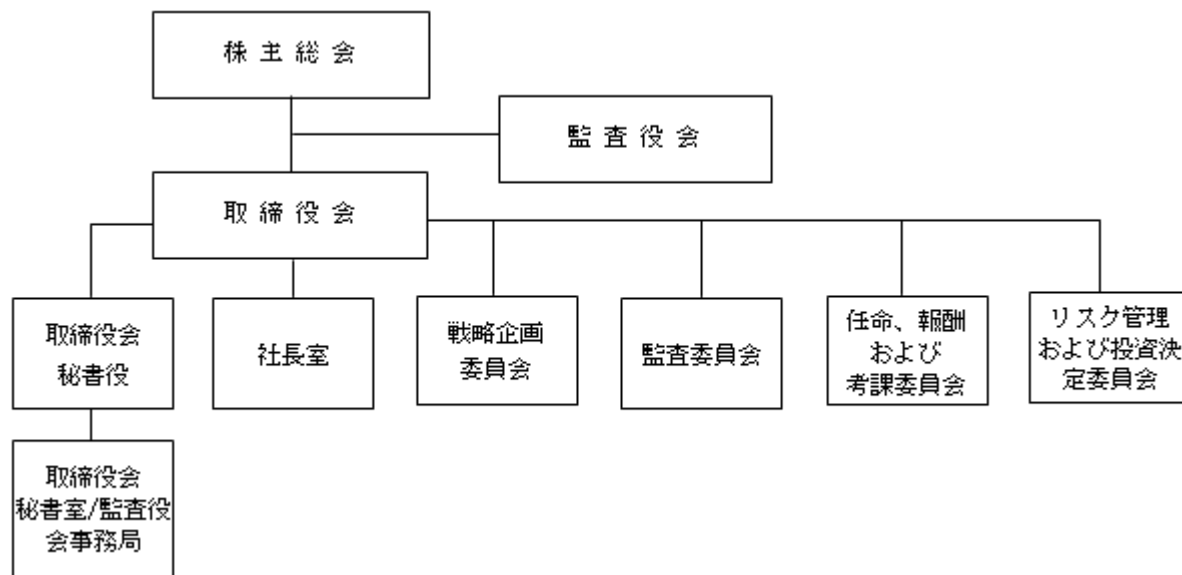 株主総会
監査役会
取締役会
取締役会
秘書役
社長室
戦略企画
委員会
監査委員会
任命、報酬
および
考課委員会
リスク管理
および投資決
定委員会
取締役会
秘書室/監査役
会事務局